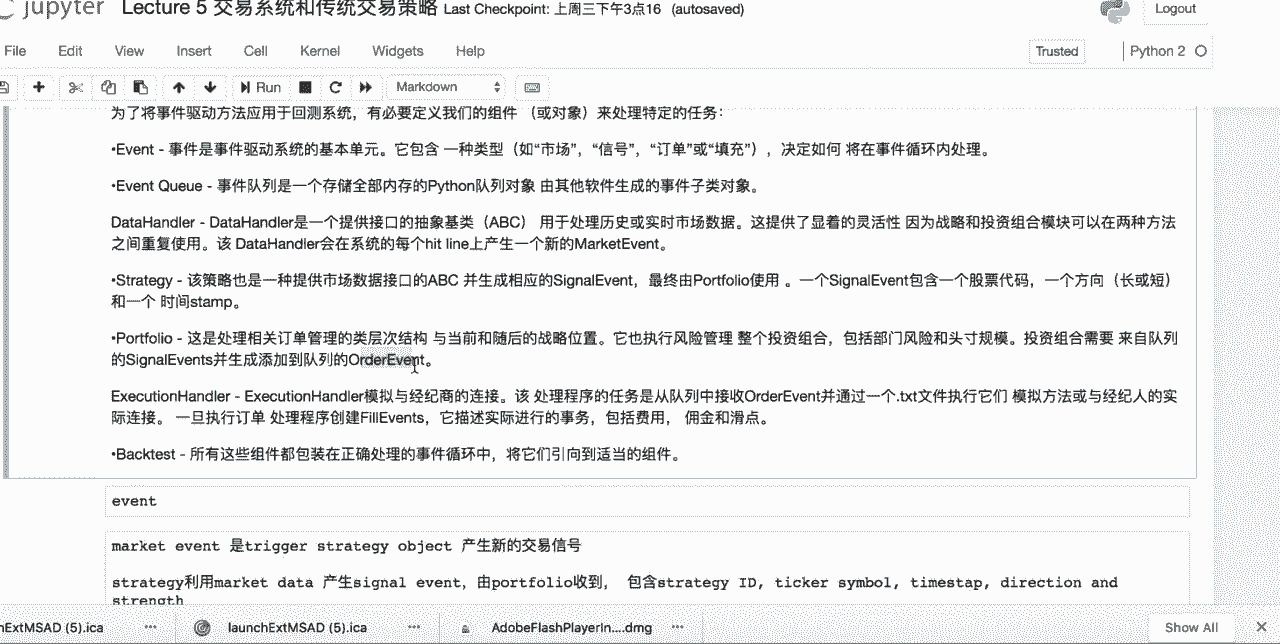 jupyter Lecture 5 交易系统和传统交易策略 Last Checkpoint: 上周三下午3点16 (autosaved) Logout
File Edit View Insert Cell Kernel Widgets Help Trusted Python 2
Run Markdown
为了将事件驱动方法应用于回测系统，有必要定义我们的组件 （或对象）来处理特定的任务：
•Event - 事件是事件驱动系统的基本单元。它包含 一种类型（如“市场”，“信号”，“订单”或“填充”），决定如何 将在事件循环内处理。
•Event Queue - 事件队列是一个存储全部内存的Python队列对象 由其他软件生成的事件子类对象。
DataHandler - DataHandler是一个提供接口的抽象基类（ABC） 用于处理历史或实时市场数据。这提供了显着的灵活性 因为战略和投资组合模块可以在两种方法
之间重复使用。该 DataHandler会在系统的每个hit line上产生一个新的MarketEvent。
•Strategy - 该策略也是一种提供市场数据接口的ABC 并生成相应的SignalEvent，最终由Portfolio使用 。一个SignalEvent包含一个股票代码，一个方向（长或短）
和一个 时间stamp。
•Portfolio - 这是处理相关订单管理的类层次结构 与当前和随后的战略位置。它也执行风险管理 整个投资组合，包括部门风险和头寸规模。投资组合需要 来自队列
的SignalEvents并生成添加到队列的OrderEvent。
ExecutionHandler - ExecutionHandler模拟与经纪商的连接。该 处理程序的任务是从队列中接收OrderEvent并通过一个.txt文件执行它们 模拟方法或与经纪人的实
际连接。 一旦执行订单 处理程序创建FillEvents，它描述实际进行的事务，包括费用， 佣金和滑点。
•Backtest - 所有这些组件都包装在正确处理的事件循环中，将它们引向到适当的组件。
event
market event 是trigger strategy object 产生新的交易信号
strategy利用market data 产生signal event，由portfolio收到， 包含strategy ID, ticker symbol, timestap, direction and
strength
nExtMSAD (5).ica launchExtMSAD (5).ica AdobeFlashPlayerIn....dmg Show All